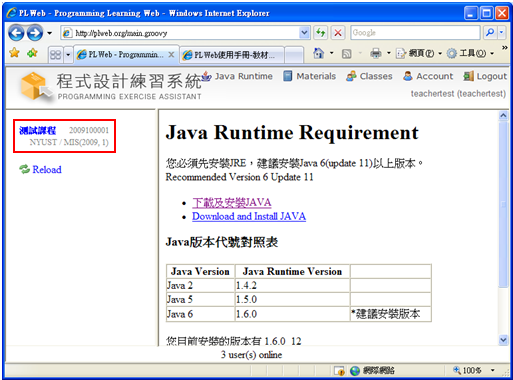 PLWeb - Programming Learning Web - Windows Internet Explorer
http://plweb.org/main.groovy
Google
PLWeb - Programmin...
PLWeb使用手冊-教材...
網頁(P)
工具(O)
程式設計練習系統
PROGRAMMING EXERCISE ASSISTANT
Java Runtime
Materials
Classes
Account
Logout
teachertest (teachertest)
測試課程 2009100001
NYUST / MIS(2009, 1)
Reload
Java Runtime Requirement
您必須先安裝JRE，建議安裝Java 6(update 11)以上版本。
Recommended Version 6 Update 11
下載及安裝JAVA
Download and Install JAVA
Java版本代號對照表
Java Version Java Runtime Version
Java 2 1.4.2
Java 5 1.5.0
Java 6 1.6.0 *建議安裝版本
您目前安裝的版本有 1.6.0_12
3 user(s) online
網際網路
100%